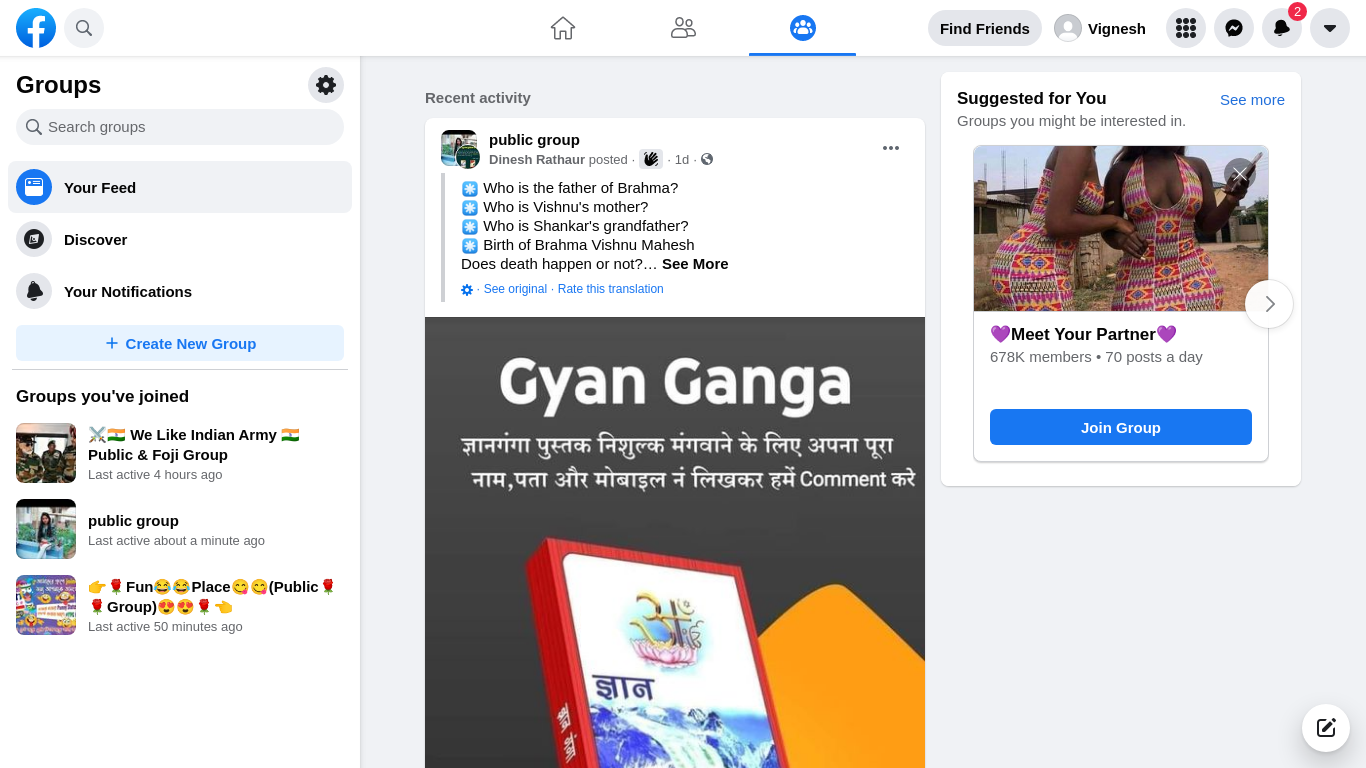 Find Friends
Vignesh
2
Groups
Search groups
Your Feed
Discover
Your Notifications
Create New Group
Groups you've joined
⚔️🇮🇳 We Like Indian Army 🇮🇳
Public & Foji Group
Last active 4 hours ago
public group
Last active about a minute ago
👉🌹Fun😂😂Place😋😋(Public🌹
🌹Group)😍😍🌹👈
Last active 50 minutes ago
Recent activity
public group
Dinesh Rathaur posted · · 1d ·
✳️ Who is the father of Brahma?
✳️ Who is Vishnu's mother?
✳️ Who is Shankar's grandfather?
✳️ Birth of Brahma Vishnu Mahesh
Does death happen or not?… See More
· See original · Rate this translation
Gyan Ganga
ज्ञानगंगा पुस्तक निशुल्क मंगवाने के लिए अपना पूरा
नाम,पता और मोबाइल नं लिखकर हमें Comment करे
ज्ञान
ज्ञान गंगा
Suggested for You
See more
Groups you might be interested in.
💜Meet Your Partner💜
678K members • 70 posts a day
Join Group